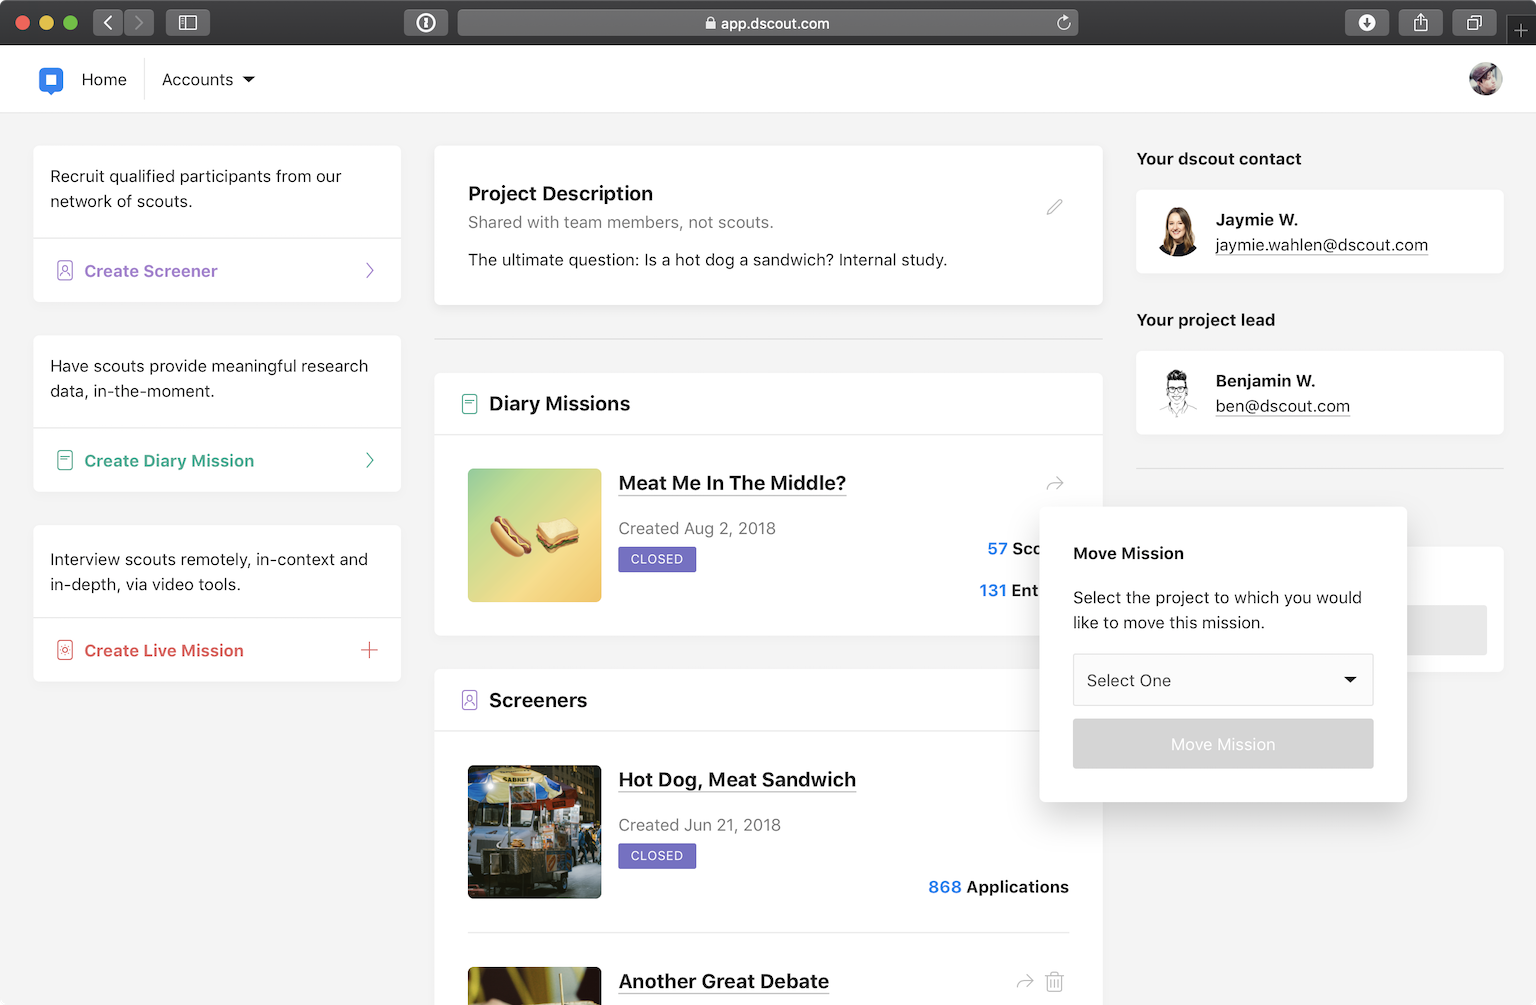 app.dscout.com
Home
Accounts
Recruit qualified participants from our
network of scouts.
Create Screener
Have scouts provide meaningful research
data, in-the-moment.
Create Diary Mission
Interview scouts remotely, in-context and
in-depth, via video tools.
Create Live Mission
Project Description
Shared with team members, not scouts.
The ultimate question: Is a hot dog a sandwich? Internal study.
Diary Missions
Meat Me In The Middle?
Created Aug 2, 2018
CLOSED
57 Sco
131 Ent
Screeners
SABRETT
Hot Dog, Meat Sandwich
Created Jun 21, 2018
CLOSED
868 Applications
Another Great Debate
Your dscout contact
Jaymie W.
jaymie.wahlen@dscout.com
Your project lead
Benjamin W.
ben@dscout.com
Move Mission
Select the project to which you would
like to move this mission.
Select One
Move Mission